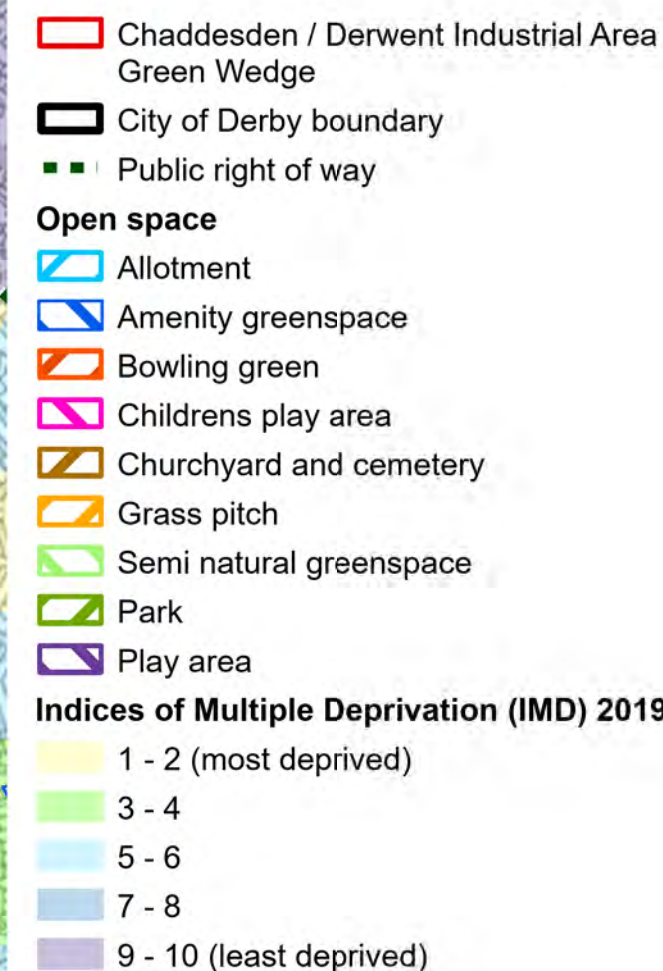 Chaddesden / Derwent Industrial Area
Green Wedge
City of Derby boundary
Public right of way
Open space
Allotment
Amenity greenspace
Bowling green
Childrens play area
Churchyard and cemetery
Grass pitch
Semi natural greenspace
Park
Play area
Indices of Multiple Deprivation (IMD) 2019
1 - 2 (most deprived)
3 - 4
5 - 6
7 - 8
9 - 10 (least deprived)